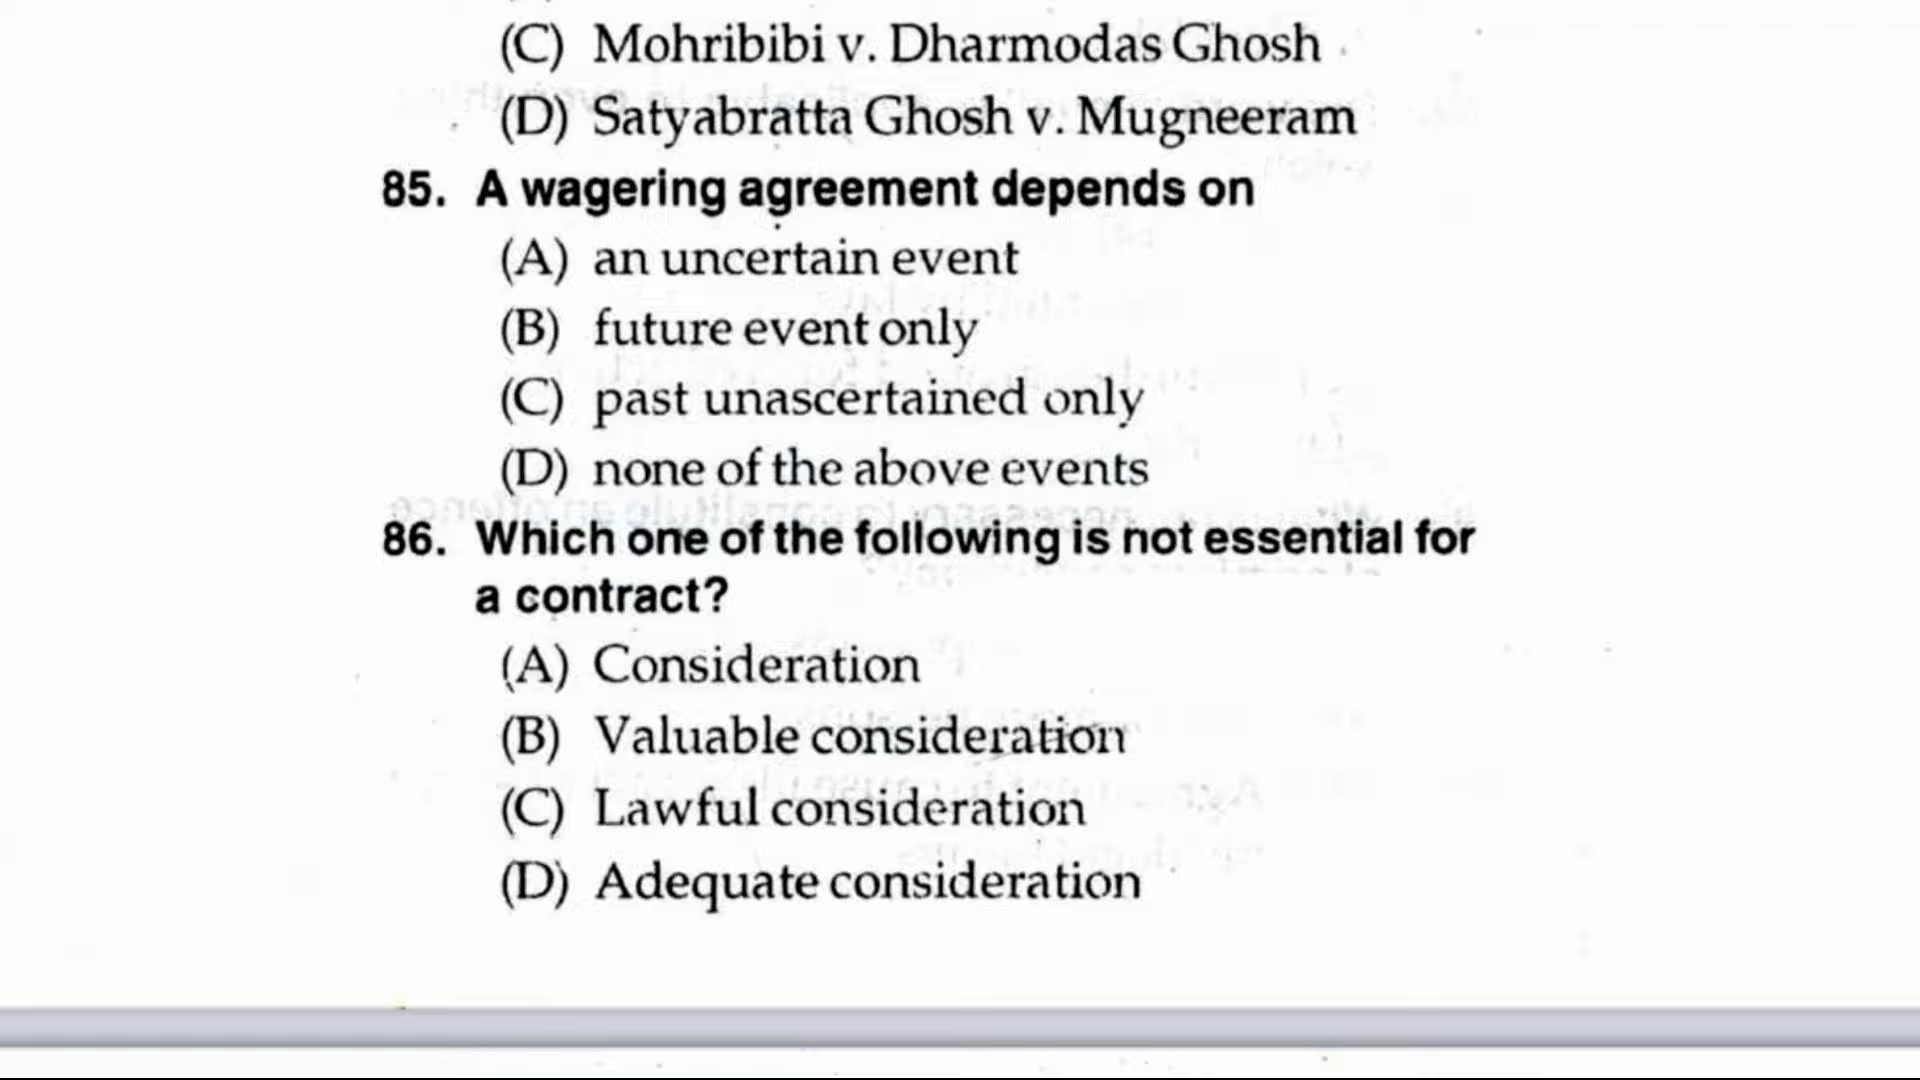 (C) Mohribibi v. Dharmodas Ghosh
(D) Satyabratta Ghosh v. Mugneeram
85. A wagering agreement depends on
(A) an uncertain event
(B) future event only
(C) past unascertained only
(D) none of the above events
86. Which one of the following is not essential for
a contract?
(A) Consideration
(B) Valuable consideration
(C) Lawful consideration
(D) Adequate consideration